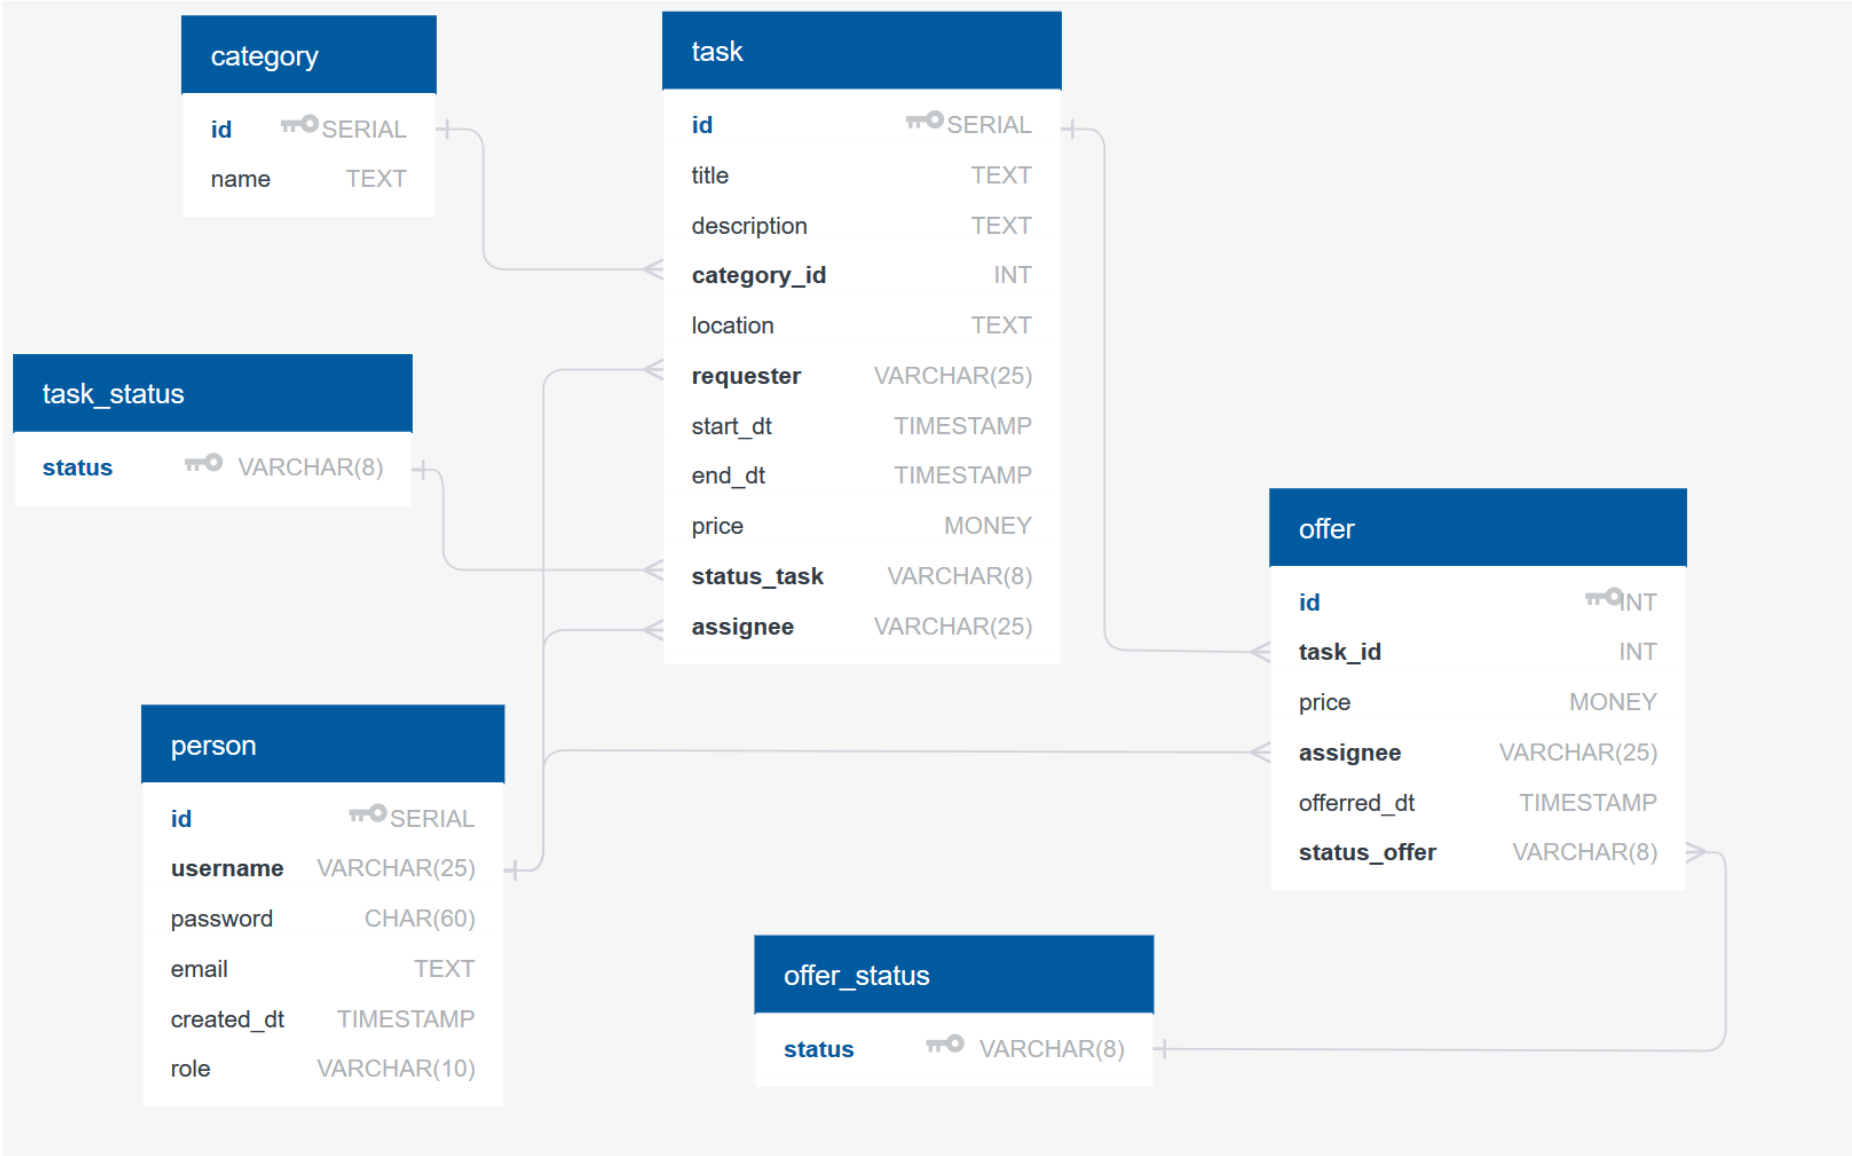 category
id SERIAL
name TEXT
task
id SERIAL
title TEXT
description TEXT
category_id INT
location TEXT
requester VARCHAR(25)
start_dt TIMESTAMP
end_dt TIMESTAMP
price MONEY
status_task VARCHAR(8)
assignee VARCHAR(25)
task_status
status VARCHAR(8)
offer
id INT
task_id INT
price MONEY
assignee VARCHAR(25)
offerred_dt TIMESTAMP
status_offer VARCHAR(8)
person
id SERIAL
username VARCHAR(25)
password CHAR(60)
email TEXT
created_dt TIMESTAMP
role VARCHAR(10)
offer_status
status VARCHAR(8)